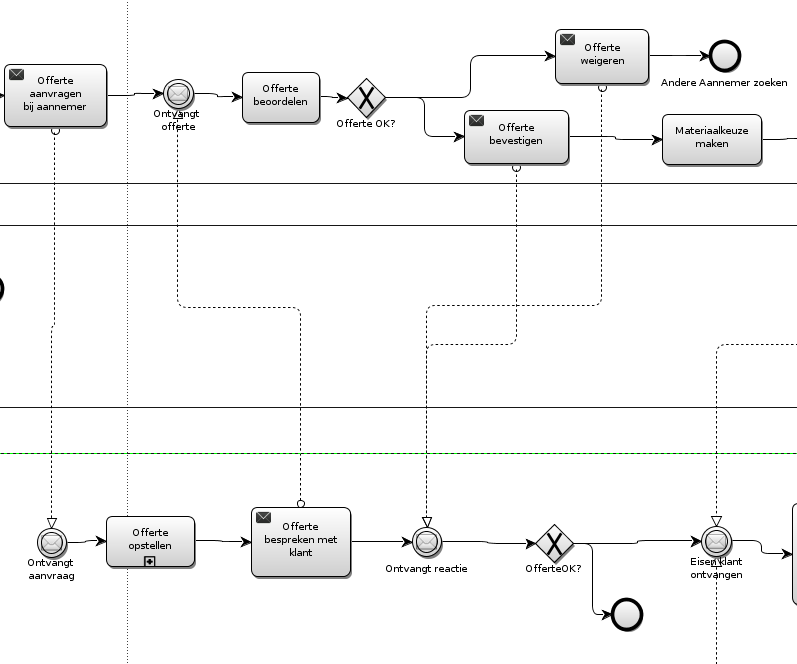 Offerte
weigeren
Andere Aannemer zoeken
Offerte
aanvragen
bij aannemer
Ontvangt
offerte
Offerte
beoordelen
Offerte OK?
Offerte
bevestigen
Materiaalkeuze
maken
Ontvangt
aanvraag
Offerte
opstellen
Offerte
bespreken met
klant
Ontvangt reactie
OfferteOK?
Eisen klant
ontvangen